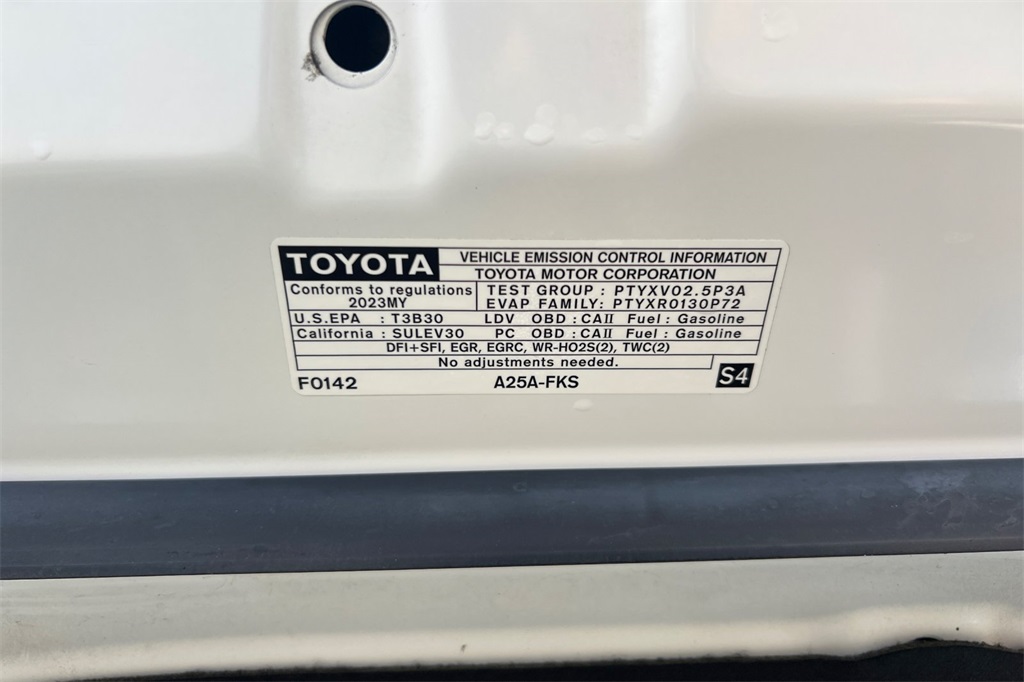 TOYOTA
VEHICLE EMISSION CONTROL INFORMATION
TOYOTA MOTOR CORPORATION
Conforms to regulations
2023MY
TEST GROUP : PTYXV02.5P3A
EVAP FAMILY: PTYXR0130P72
U.S.EPA : T3B30 LDV OBD : CAII Fuel : Gasoline
California : SULEV30 PC OBD : CAII Fuel : Gasoline
DFI+SFI, EGR, EGRC, WR-HO2S(2), TWC(2)
No adjustments needed.
F0142 A25A-FKS S4